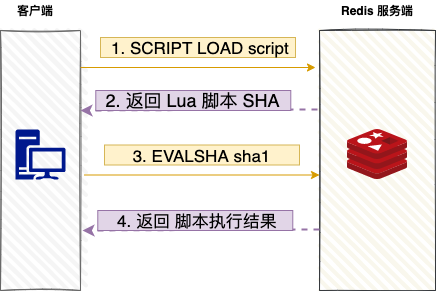 客户端
Redis 服务端
1. SCRIPT LOAD script
2. 返回 Lua 脚本 SHA
3. EVALSHA sha1
4. 返回 脚本执行结果